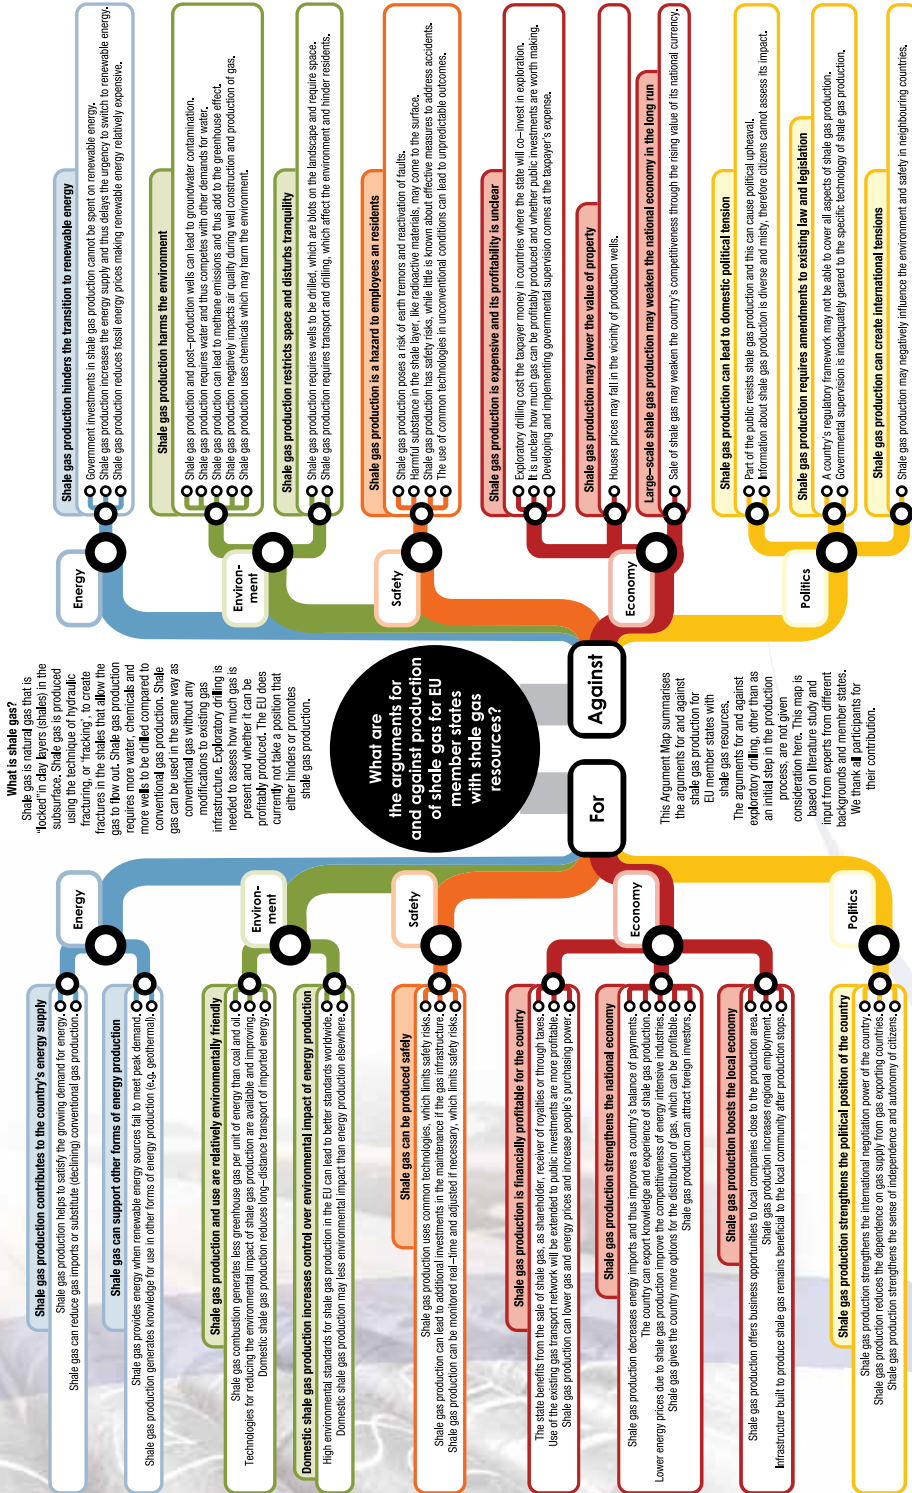 What is shale gas?
Shale gas is natural gas that is
"locked" in clay layers (shales) in the
subsurface. Shale gas is produced
using the technique of hydraulic
fracturing, or 'fracking', to create
fractures in the shales that allow the
gas to flow out. Shale gas production
requires more water, chemicals and
more wells to be drilled compared to
conventional gas production. Shale
gas can be used in the same way as
conventional gas without any
modifications to existing gas
infrastructure. Exploratory drilling is
needed to assess how much gas is
present and whether it can be
profitably produced. The EU does
currently not take a position that
either hinders or promotes
shale gas production.
What are
the arguments for
and against production
of shale gas for EU
member states
with shale gas
resources?
For
Against
This Argument Map summarises
the arguments for and against
shale gas production for
EU member states with
shale gas resources.
The arguments for and against
exploratory drilling, other than as
an initial step in the production
process, are not given
consideration here. This map is
based on literature study and
input from experts from different
backgrounds and member states.
We thank all participants for
their contribution.
Energy
Shale gas production contributes to the country's energy supply
Shale gas production helps to satisfy the growing demand for energy.
Shale gas can reduce gas imports or substitute (declining) conventional gas production.
Shale gas can support other forms of energy production
Shale gas provides energy when renewable energy sources fail to meet peak demand.
Shale gas production generates knowledge for use in other forms of energy production (e.g. geothermal).
Environ-
ment
Shale gas production and use are relatively environmentally friendly
Shale gas combustion generates less greenhouse gas per unit of energy than coal and oil.
Technologies for reducing the environmental impact of shale gas production are available and improving.
Domestic shale gas production reduces long-distance transport of imported energy.
Domestic shale gas production increases control over environmental impact of energy production
High environmental standards for shale gas production in the EU can lead to better standards worldwide.
Domestic shale gas production may less environmental impact than energy production elsewhere.
Safety
Shale gas can be produced safely
Shale gas production uses common technologies, which limits safety risks.
Shale gas production can lead to additional investments in the maintenance if the gas infrastructure.
Shale gas production can be monitored real-time and adjusted if necessary, which limits safety risks.
Economy
Shale gas production is financially profitable for the country
The state benefits from the sale of shale gas, as shareholder, receiver of royalties or through taxes.
Use of the existing gas transport network will be extended to public investments are more profitable.
Shale gas production can lower gas and energy prices and increase people's purchasing power.
Shale gas production strengthens the national economy
Shale gas production decreases energy imports and thus improves a country's balance of payments.
The country can export knowledge and experience of shale gas production.
Lower energy prices due to shale gas production improve the competitiveness of energy intensive industries.
Shale gas gives the country more options for the distribution of gas, which can be profitable.
Shale gas production can attract foreign investors.
Shale gas production boosts the local economy
Shale gas production offers business opportunities to local companies close to the production area.
Shale gas production increases regional employment.
Infrastructure built to produce shale gas remains beneficial to the local community after production stops.
Politics
Shale gas production strengthens the political position of the country
Shale gas production strengthens the international negotiation power of the country.
Shale gas production reduces the dependence on gas supply from gas exporting countries.
Shale gas production strengthens the sense of independence and autonomy of citizens.
Energy
Shale gas production hinders the transition to renewable energy
Government investments in shale gas production cannot be spent on renewable energy.
Shale gas production increases the energy supply and thus delays the urgency to switch to renewable energy.
Shale gas production reduces fossil energy prices making renewable energy relatively expensive.
Environ-
ment
Shale gas production harms the environment
Shale gas production and post-production wells can lead to groundwater contamination.
Shale gas production requires water and thus competes with other demands for water.
Shale gas production can lead to methane emissions and thus add to the greenhouse effect.
Shale gas production negatively impacts air quality during well construction and production of gas.
Shale gas production uses chemicals which may harm the environment.
Shale gas production restricts space and disturbs tranquility
Shale gas production requires wells to be drilled, which are blots on the landscape and require space.
Shale gas production requires transport and drilling, which affect the environment and hinder residents.
Safety
Shale gas production is a hazard to employees an residents
Shale gas production poses a risk of earth tremors and reactivation of faults.
Harmful substance in the shale layer, like radioactive materials, may come to the surface.
Shale gas production has safety risks, while little is known about effective measures to address accidents.
The use of common technologies in unconventional conditions can lead to unpredictable outcomes.
Economy
Shale gas production is expensive and its profitability is unclear
Exploratory drilling cost the taxpayer money in countries where the state will co-invest in exploration.
It is unclear how much gas can be profitably produced and whether public investments are worth making.
Developing and implementing governmental supervision comes at the taxpayer's expense.
Shale gas production may lower the value of property
Houses prices may fall in the vicinity of production wells.
Large-scale shale gas production may weaken the national economy in the long run
Sale of shale gas may weaken the country's competitiveness through the rising value of its national currency.
Politics
Shale gas production can lead to domestic political tension
Part of the public resists shale gas production and this can cause political upheaval.
Information about shale gas production is diverse and misty, therefore citizens cannot assess its impact.
Shale gas production requires amendments to existing law and legislation
A country's regulatory framework may not be able to cover all aspects of shale gas production.
Governmental supervision is inadequately geared to the specific technology of shale gas production.
Shale gas production can create international tensions
Shale gas production may negatively influence the environment and safety in neighbouring countries.